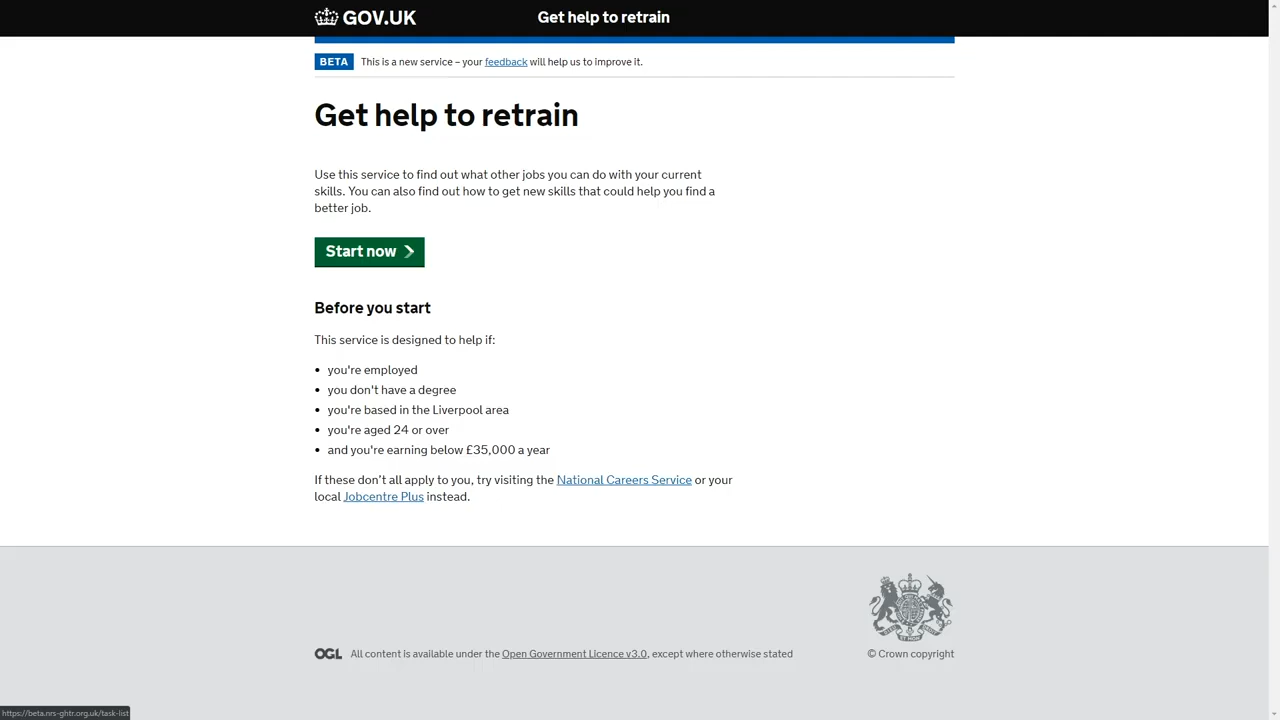 GOV.UK
Get help to retrain
BETA
This is a new service – your feedback will help us to improve it.
Get help to retrain
Use this service to find out what other jobs you can do with your current
skills. You can also find out how to get new skills that could help you find a
better job.
Start now
Before you start
This service is designed to help if:
• you're employed
• you don't have a degree
• you're based in the Liverpool area
• you're aged 24 or over
• and you're earning below £35,000 a year
If these don’t all apply to you, try visiting the National Careers Service or your
local Jobcentre Plus instead.
OGL
All content is available under the Open Government Licence v3.0, except where otherwise stated
© Crown copyright
https://beta.nrs-ghtr.org.uk/task-list